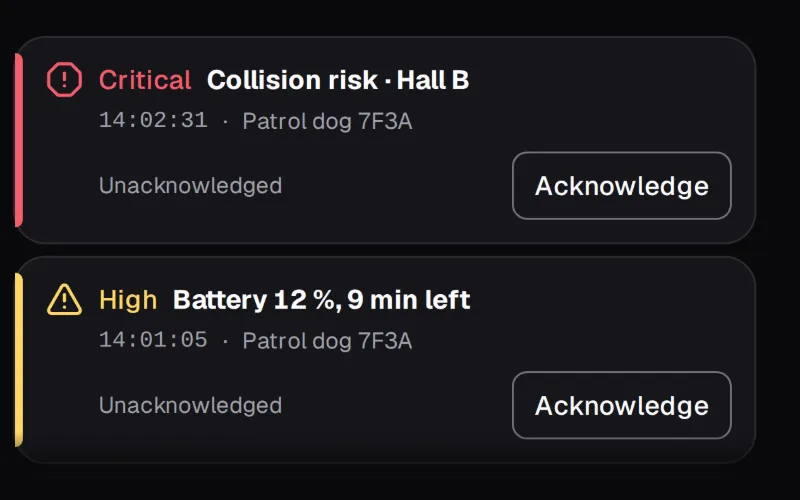 Critical Collision risk · Hall B
14:02:31 · Patrol dog 7F3A
Unacknowledged
Acknowledge
High Battery 12 %, 9 min left
14:01:05 · Patrol dog 7F3A
Unacknowledged
Acknowledge